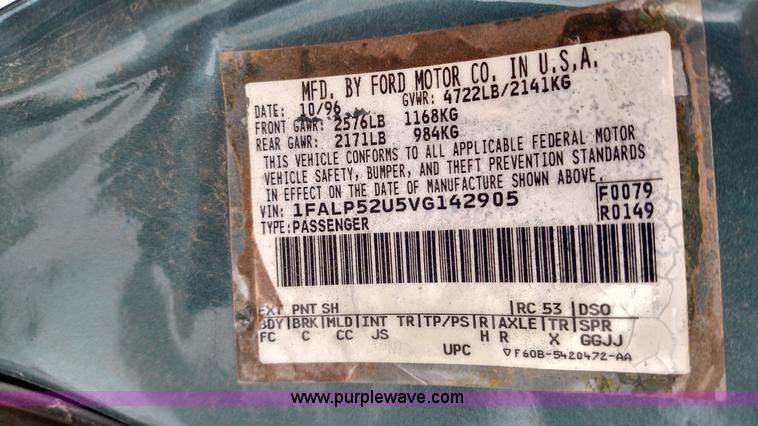 MFD. BY FORD MOTOR CO. IN U.S.A.
DATE: 10/96 GVWR: 4722LB/2141KG
FRONT GAWR: 2576LB 1168KG
REAR GAWR: 2171LB 984KG
THIS VEHICLE CONFORMS TO ALL APPLICABLE FEDERAL MOTOR
VEHICLE SAFETY, BUMPER, AND THEFT PREVENTION STANDARDS
IN EFFECT ON THE DATE OF MANUFACTURE SHOWN ABOVE.
VIN: 1FALP52U5VG142905 F0079
TYPE: PASSENGER R0149
EXT PNT SH RC 53 DSO
BDY BRK MLD INT TR TP/PS R AXLE TR SPR
FC C CC JS H R X GGJJ
UPC ▽F60B-5420472-AA
www.purplewave.com